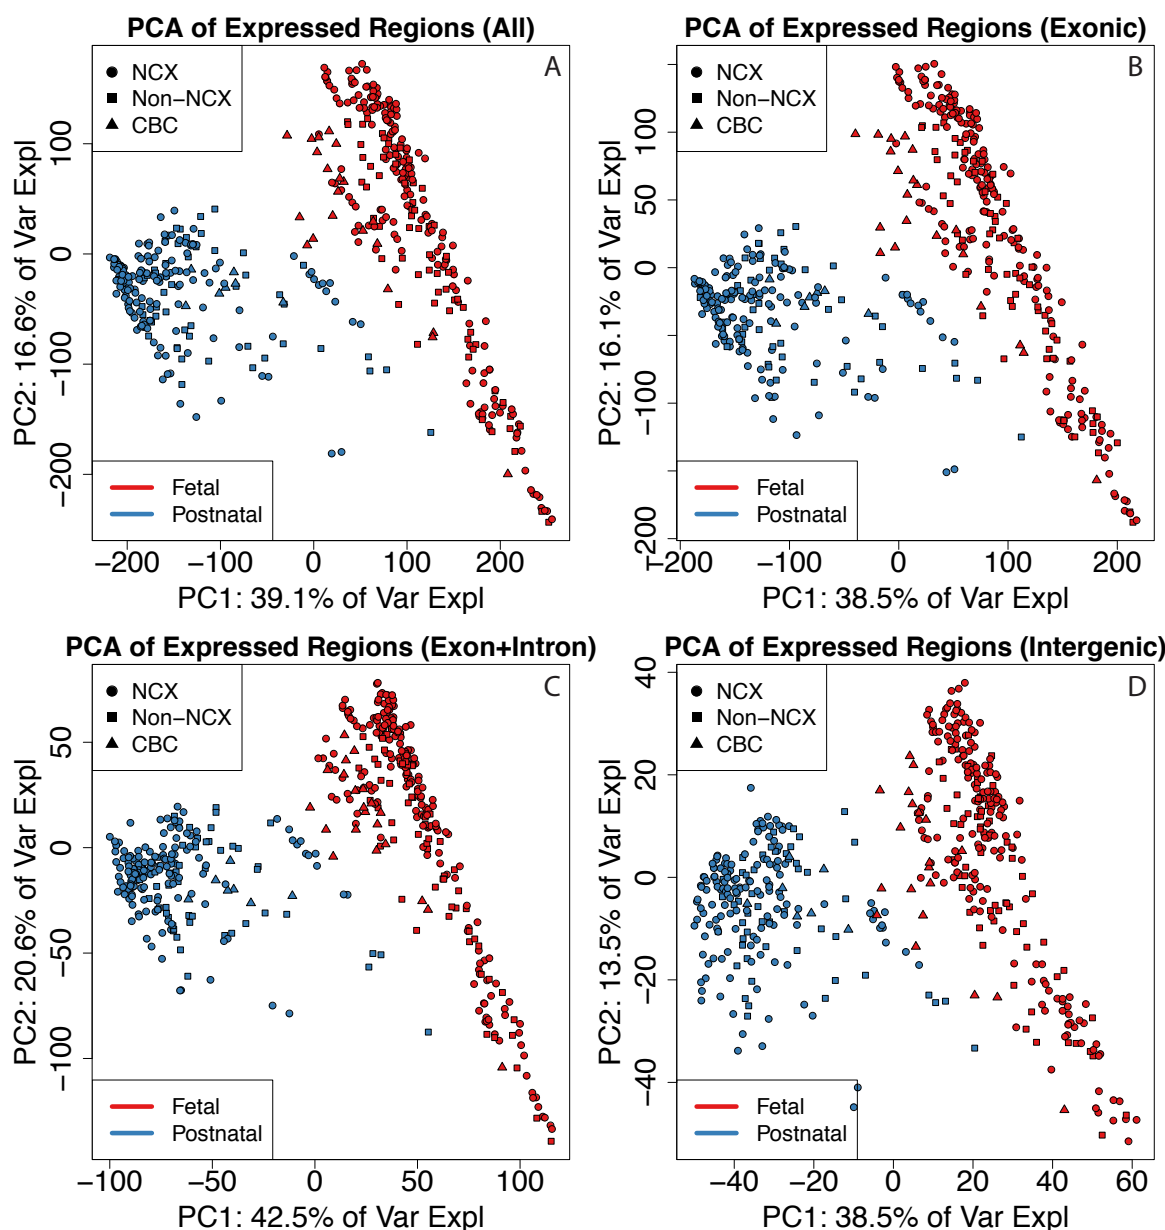 PCA of Expressed Regions (All)
A
NCX
Non−NCX
CBC
PC2: 16.6% of Var Expl
100
0
−100
−200
Fetal
Postnatal
−200 −100 0 100 200
PC1: 39.1% of Var Expl
PCA of Expressed Regions (Exonic)
B
NCX
Non−NCX
CBC
PC2: 16.1% of Var Expl
100
50
0
−100
−200
Fetal
Postnatal
−200 −100 0 100 200
PC1: 38.5% of Var Expl
PCA of Expressed Regions (Exon+Intron)
C
NCX
Non−NCX
CBC
PC2: 20.6% of Var Expl
50
0
−50
−100
Fetal
Postnatal
−100 −50 0 50 100
PC1: 42.5% of Var Expl
PCA of Expressed Regions (Intergenic)
D
NCX
Non−NCX
CBC
PC2: 13.5% of Var Expl
40
20
0
−20
−40
Fetal
Postnatal
−40 −20 0 20 40 60
PC1: 38.5% of Var Expl